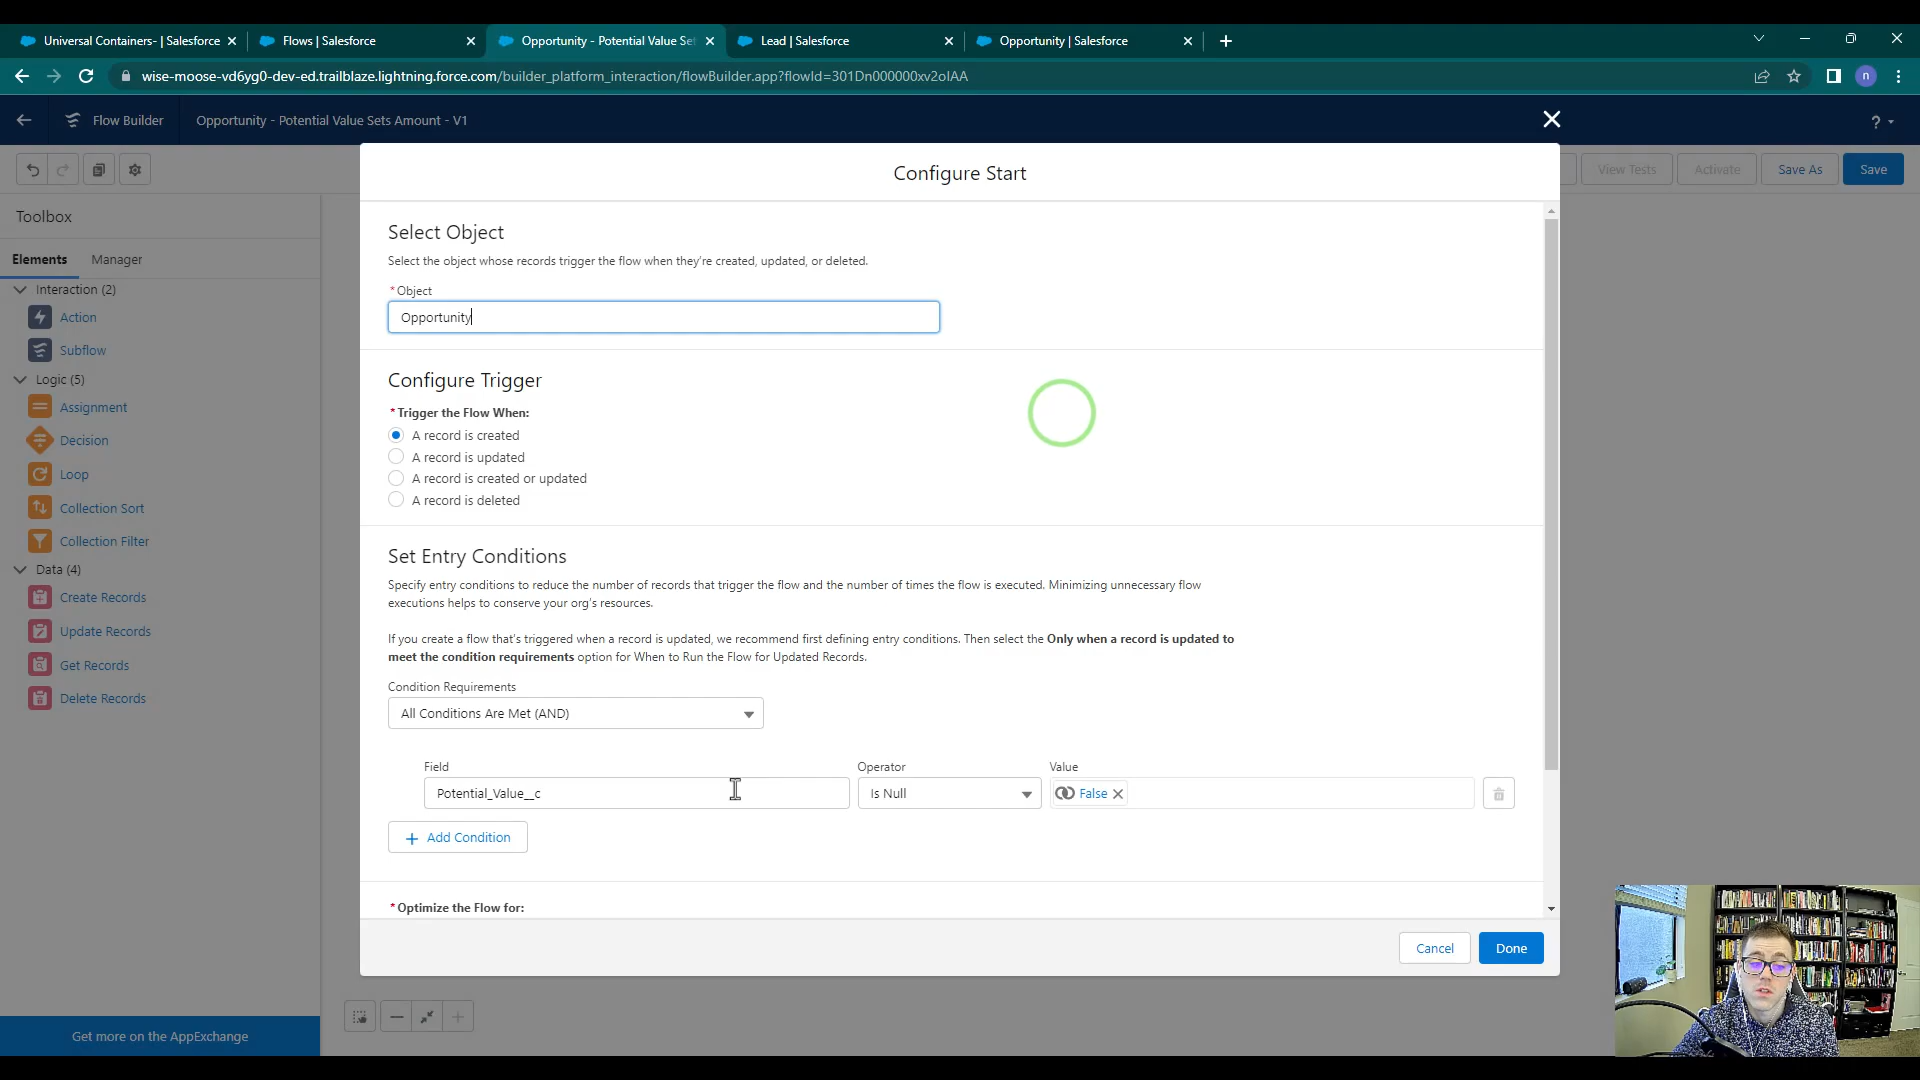 Universal Containers- | Salesforce
Flows | Salesforce
Opportunity - Potential Value Se
Lead | Salesforce
Opportunity | Salesforce
wise-moose-vd6yg0-dev-ed.trailblaze.lightning.force.com/builder_platform_interaction/flowBuilder.app?flowId=301Dn000000xv2oIAA
n
Flow Builder
Opportunity - Potential Value Sets Amount - V1
?
View Tests
Activate
Save As
Save
Toolbox
Elements
Manager
Interaction (2)
Action
Subflow
Logic (5)
Assignment
Decision
Loop
Collection Sort
Collection Filter
Data (4)
Create Records
Update Records
Get Records
Delete Records
Get more on the AppExchange
Configure Start
Select Object
Select the object whose records trigger the flow when they're created, updated, or deleted.
*Object
Opportunity
Configure Trigger
*Trigger the Flow When:
A record is created
A record is updated
A record is created or updated
A record is deleted
Set Entry Conditions
Specify entry conditions to reduce the number of records that trigger the flow and the number of times the flow is executed. Minimizing unnecessary flow
executions helps to conserve your org's resources.
If you create a flow that's triggered when a record is updated, we recommend first defining entry conditions. Then select the Only when a record is updated to
meet the condition requirements option for When to Run the Flow for Updated Records.
Condition Requirements
All Conditions Are Met (AND)
Field
Operator
Value
Potential_Value__c
Is Null
False
Add Condition
*Optimize the Flow for:
Cancel
Done